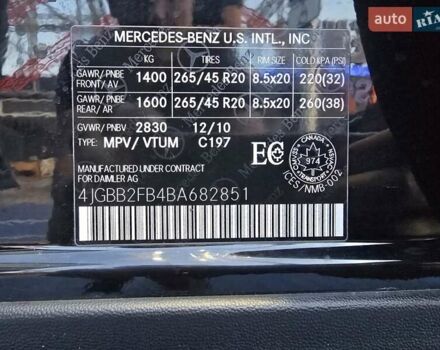 auto RIA
MERCEDES-BENZ U.S. INTL., INC
KG TIRES RIM SIZE COLD KPA (PSI)
GAWR/PNBE FRONT/AV 1400 265/45 R20 8.5x20 220(32)
GAWR/PNBE REAR/AR 1600 265/45 R20 8.5x20 260(38)
GVWR/PNBV 2830 12/10
TYPE: MPV/VTUM C197
MANUFACTURED FOR DAIMLER AG
EC
CANADA
974
TRANSPORT
ICES/NMB-002
4JGBB2FB4BA682851